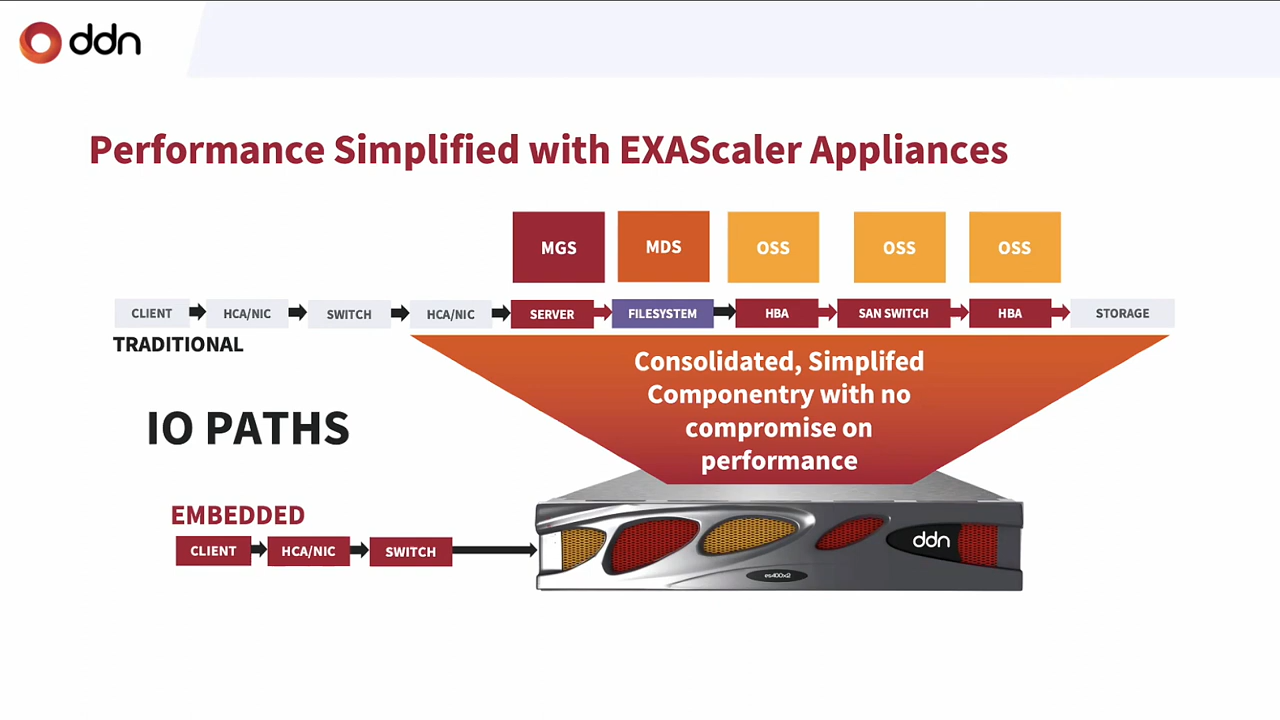 ddn
Performance Simplified with EXAScaler Appliances
MGS
MDS
OSS
OSS
OSS
CLIENT
HCA/NIC
SWITCH
HCA/NIC
SERVER
FILESYSTEM
HBA
SAN SWITCH
HBA
STORAGE
TRADITIONAL
Consolidated, Simplifed
Componentry with no
compromise on
performance
IO PATHS
EMBEDDED
CLIENT
HCA/NIC
SWITCH
ddn
es400x2